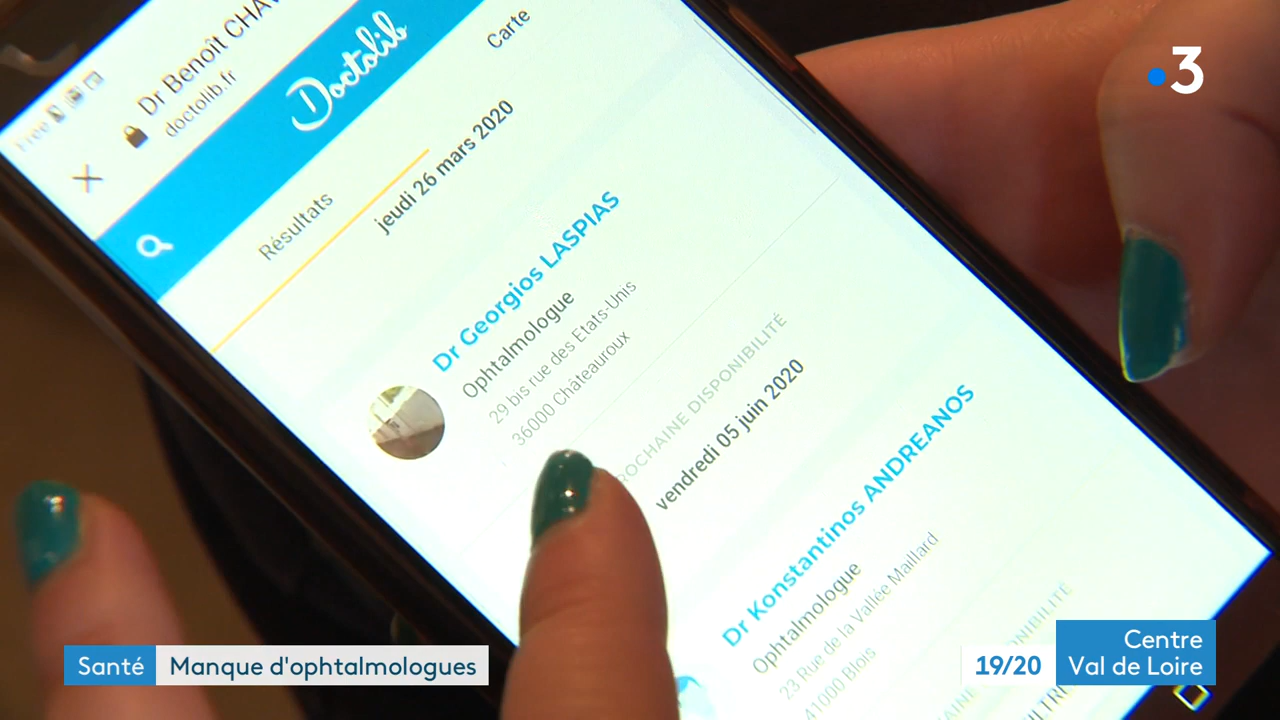 Free
Dr Benoît CHA
doctolib.fr
Doctolib
Résultats
Carte
jeudi 26 mars 2020
Dr Georgios LASPIAS
Ophtalmologue
29 bis rue des Etats-Unis
36000 Châteauroux
PROCHAINE DISPONIBILITÉ
vendredi 05 juin 2020
Dr Konstantinos ANDREANOS
Ophtalmologue
23 Rue de la Vallée Maillard
41000 Blois
3
Santé
Manque d'ophtalmologues
19/20
Centre
Val de Loire